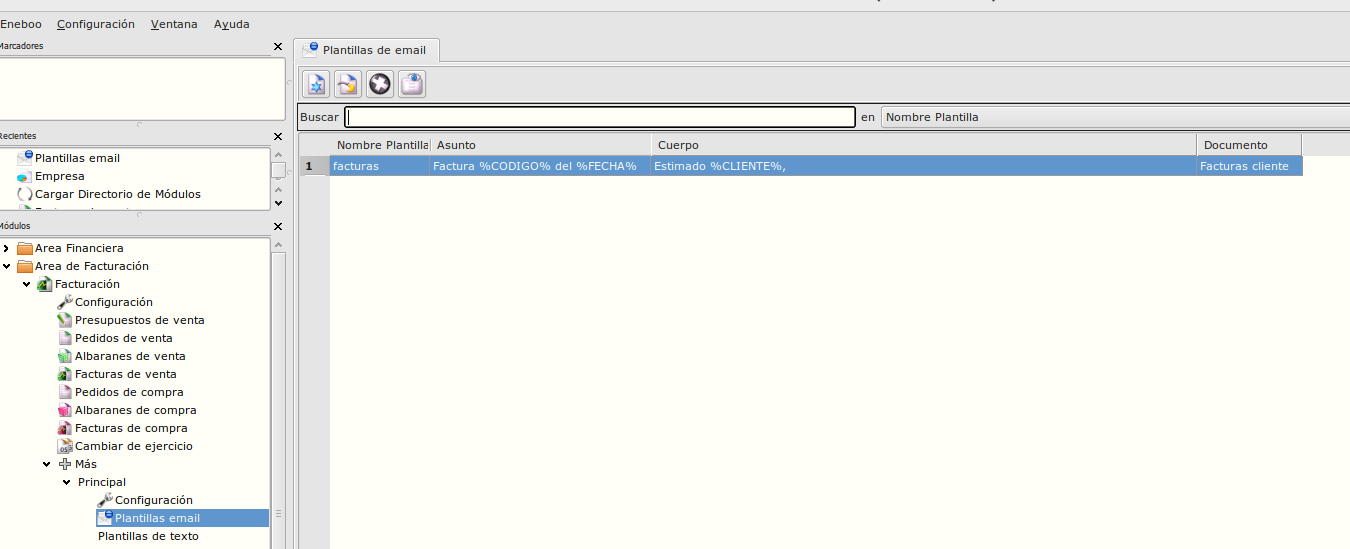 Eneboo Configuración Ventana Ayuda
Marcadores
Recientes
Plantillas email
Empresa
Cargar Directorio de Módulos
Módulos
Area Financiera
Area de Facturación
Facturación
Configuración
Presupuestos de venta
Pedidos de venta
Albaranes de venta
Facturas de venta
Pedidos de compra
Albaranes de compra
Facturas de compra
Cambiar de ejercicio
Más
Principal
Configuración
Plantillas email
Plantillas de texto
Plantillas de email
Buscar en Nombre Plantilla
Nombre Plantilla Asunto Cuerpo Documento
1 facturas Factura %CODIGO% del %FECHA% Estimado %CLIENTE%, Facturas cliente